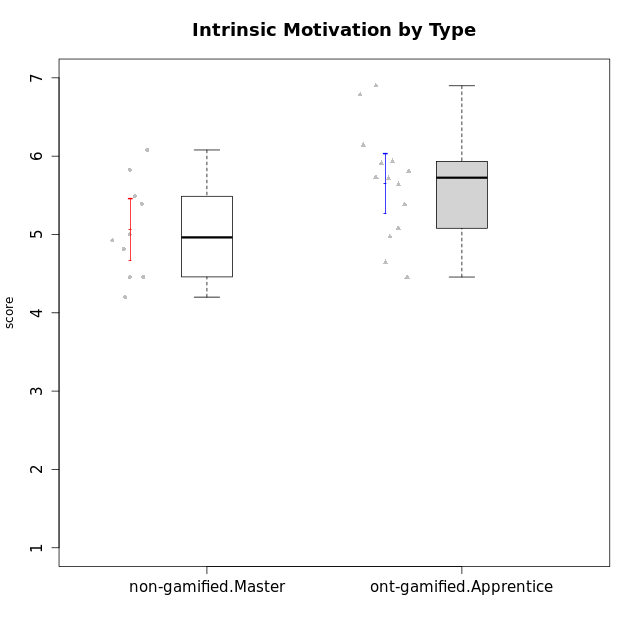 Intrinsic Motivation by Type
7
6
5
4
3
2
1
score
non-gamified.Master
ont-gamified.Apprentice